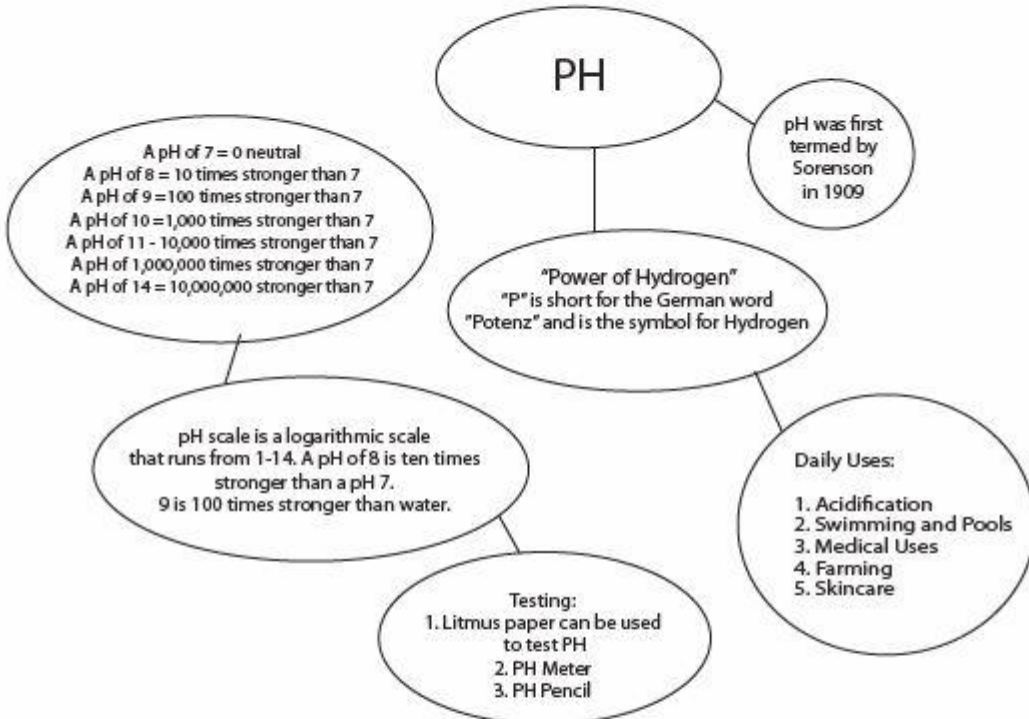 PH
pH was first
termed by
Sorenson
in 1909
A pH of 7 = 0 neutral
A pH of 8 = 10 times stronger than 7
A pH of 9 =100 times stronger than 7
A pH of 10 =1,000 times stronger than 7
A pH of 11 - 10,000 times stronger than 7
A pH of 1,000,000 times stronger than 7
A pH of 14 = 10,000,000 stronger than 7
"Power of Hydrogen"
"P" is short for the German word
"Potenz" and is the symbol for Hydrogen
pH scale is a logarithmic scale
that runs from 1-14. A pH of 8 is ten times
stronger than a pH 7.
9 is 100 times stronger than water.
Daily Uses:
1. Acidification
2. Swimming and Pools
3. Medical Uses
4. Farming
5. Skincare
Testing:
1. Litmus paper can be used
to test PH
2. PH Meter
3. PH Pencil